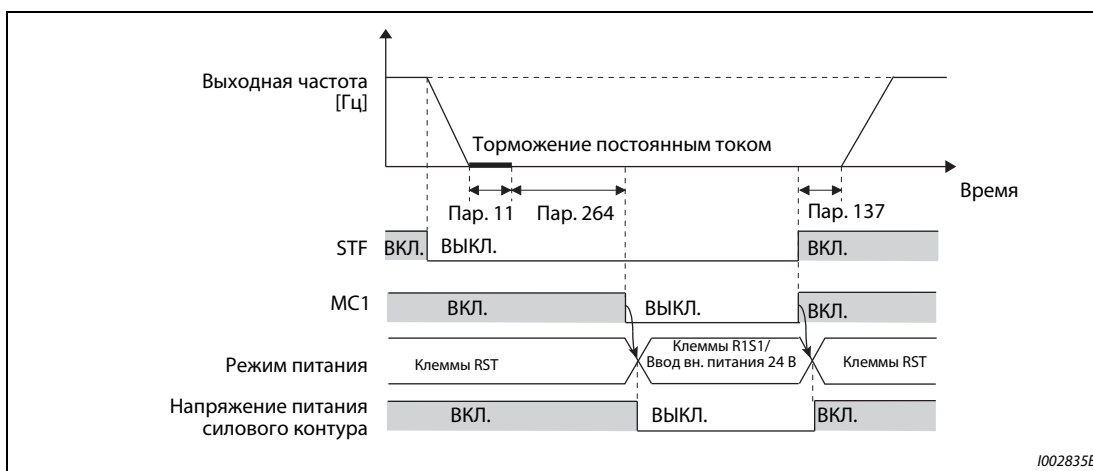 Выходная частота
[Гц]
Торможение постоянным током
Время
Пар. 11
Пар. 264
Пар. 137
STF
ВКЛ.
ВЫКЛ.
ВКЛ.
MC1
ВКЛ.
ВЫКЛ.
ВКЛ.
Режим питания
Клеммы RST
Клеммы R1S1/
Ввод вн. питания 24 В
Клеммы RST
Напряжение питания
силового контура
ВКЛ.
ВЫКЛ.
ВКЛ.
I002835E